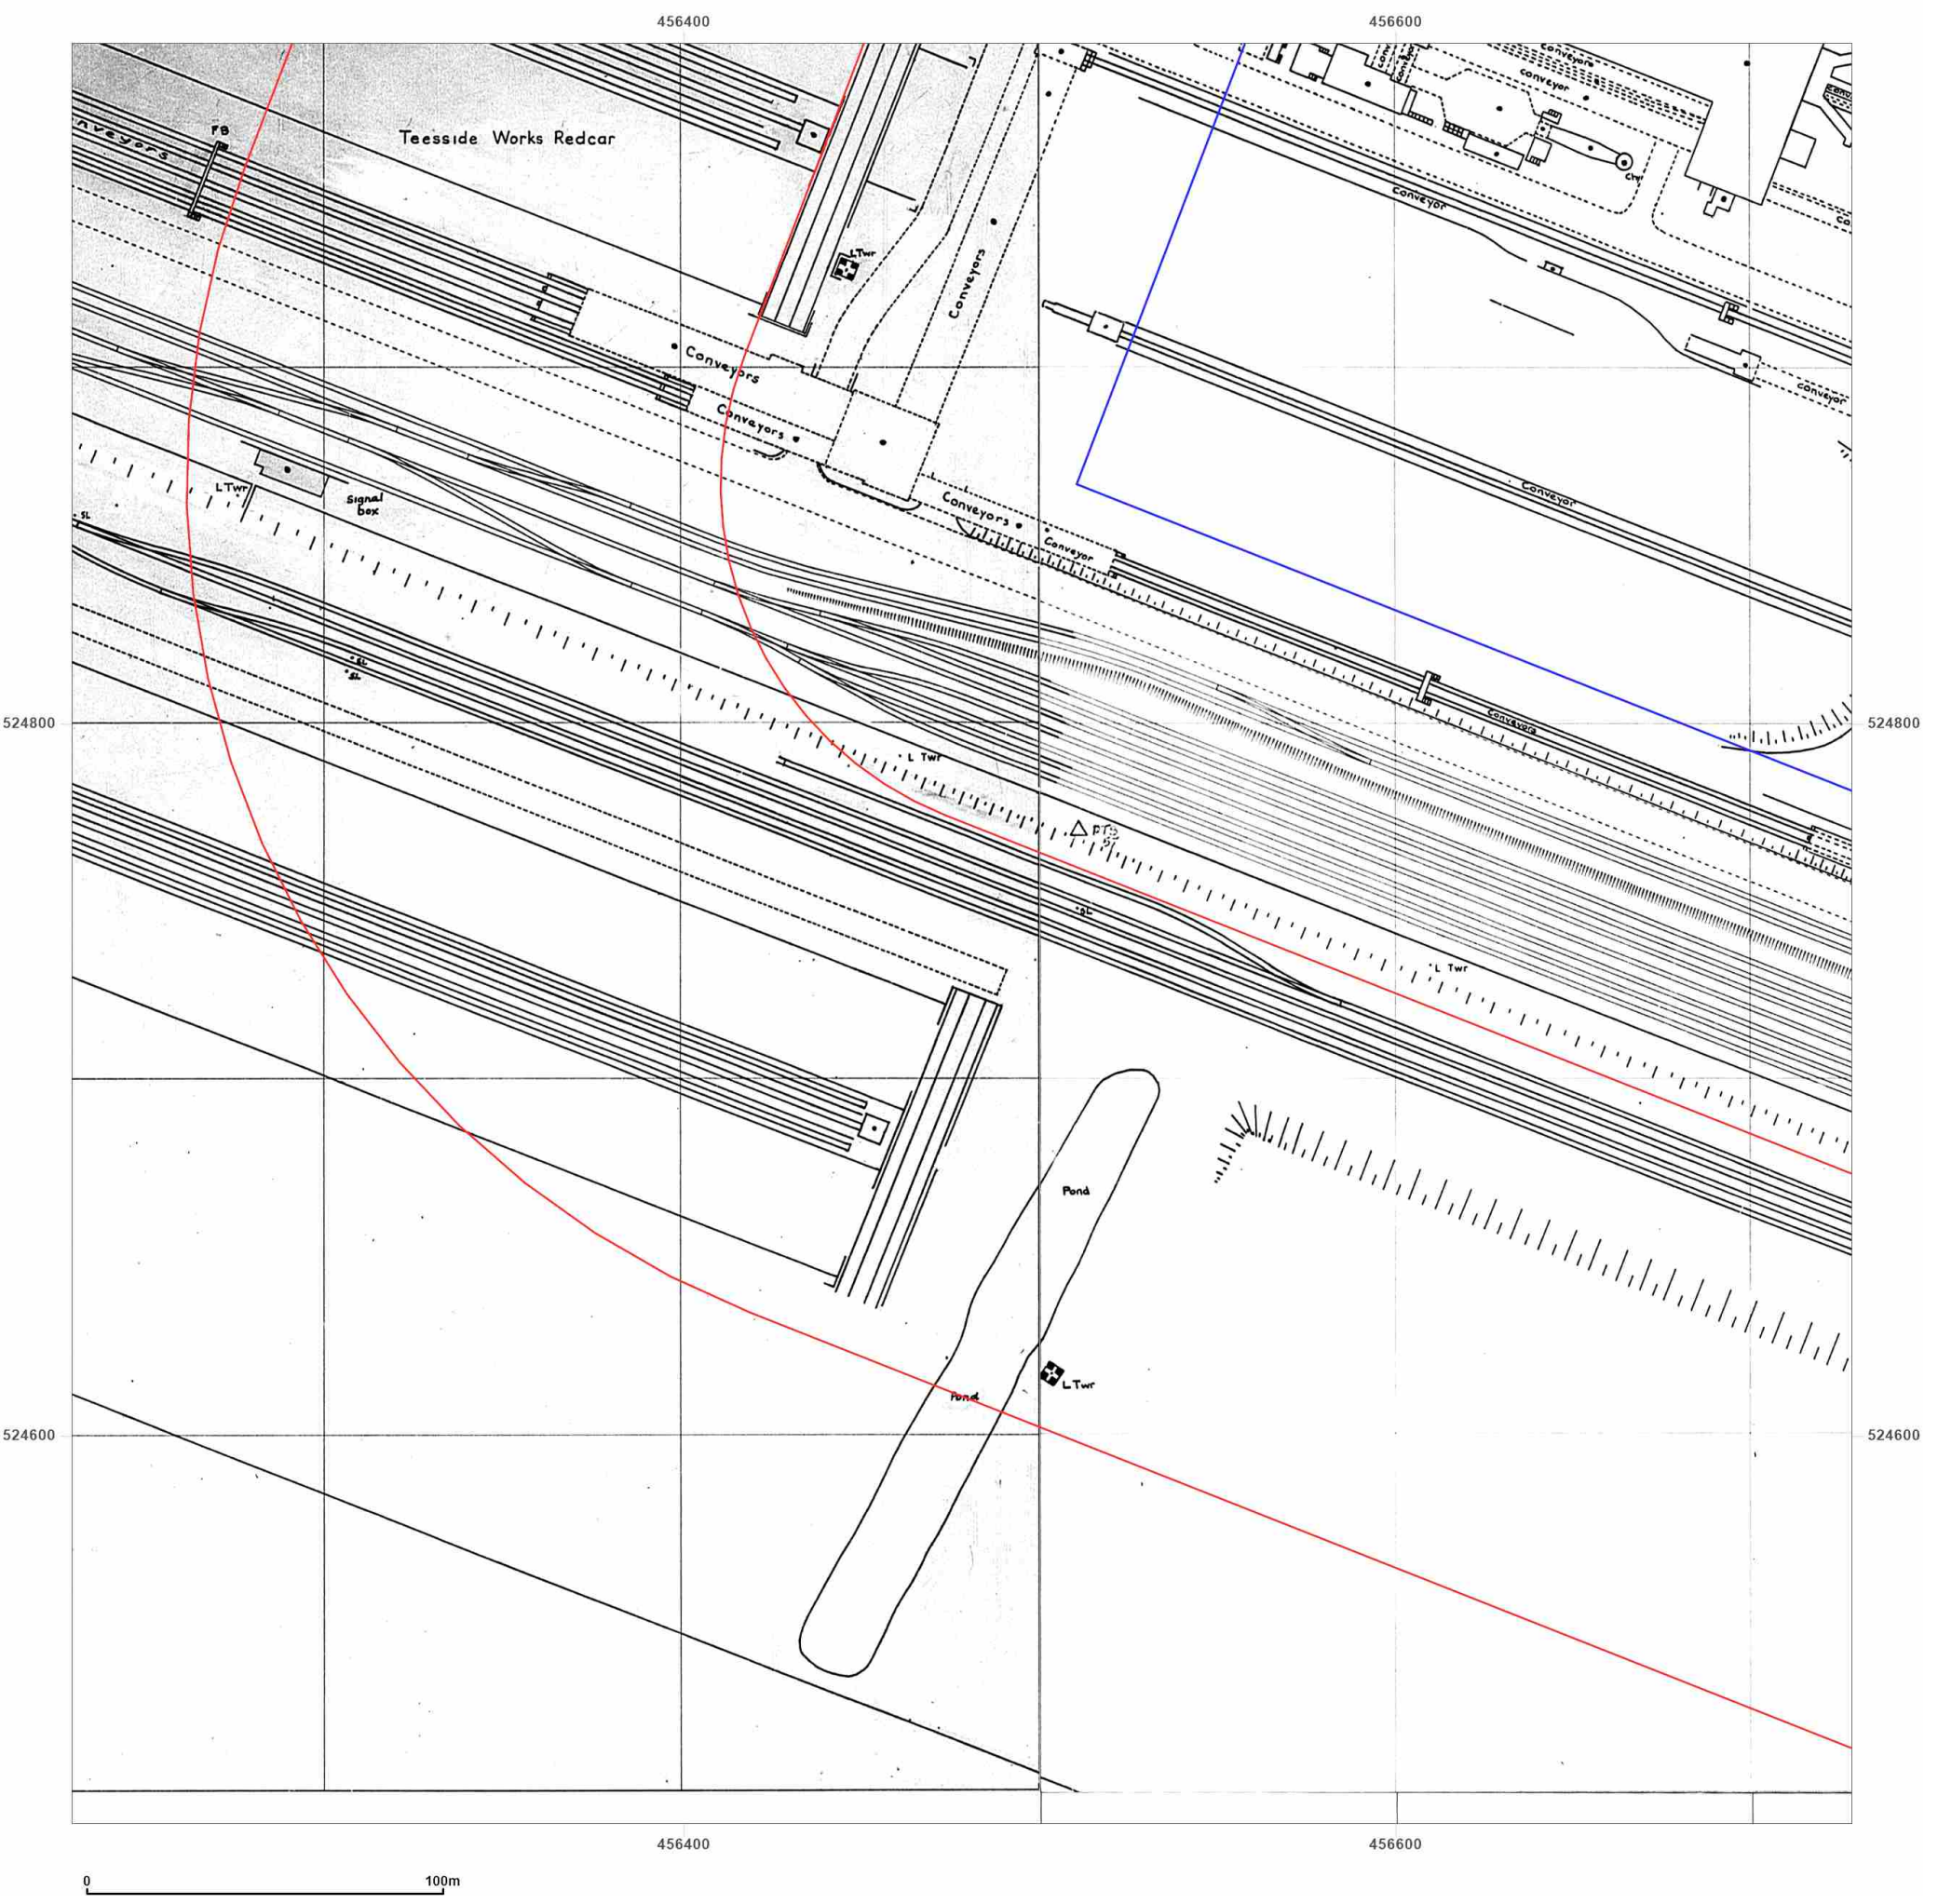 456400
456600
Conveyors
Conveyor
FB
nveyors
Teesside Works Redcar
Chy
Conveyor
L Twr
Conveyors
Conveyors
Conveyor
Conveyors
L Twr
Signal
box
Conveyor
Conveyors
SL
Conveyor
SL
SL
524800
Conveyors
524800
L Twr
SL
L Twr
Pond
L Twr
Pond
524600
524600
456400
456600
0
100m